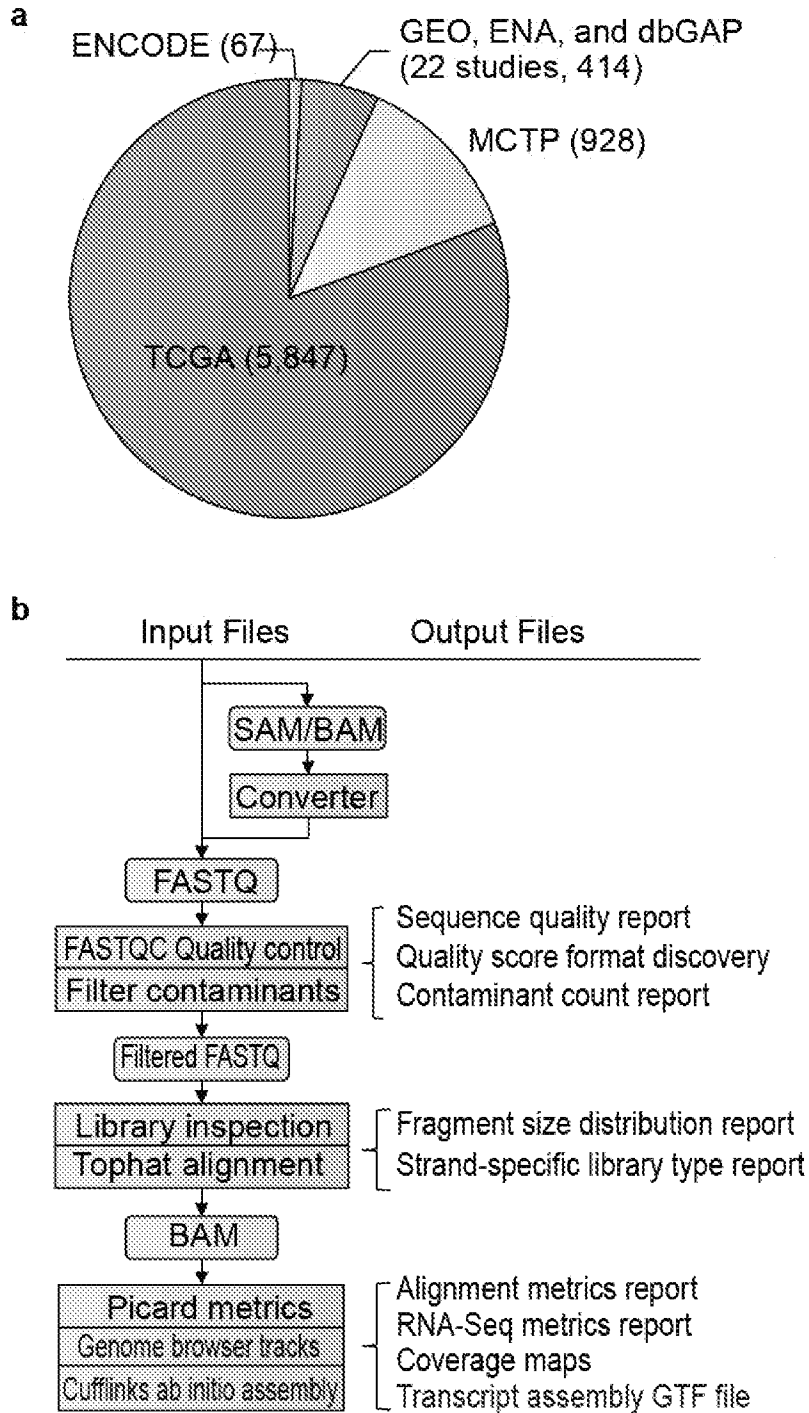 a
ENCODE (67)
GEO, ENA, and dbGAP
(22 studies, 414)
MCTP (928)
TCGA (5,847)
b
Input Files
Output Files
SAM/BAM
Converter
FASTQ
FASTQC Quality control
Filter contaminants
Sequence quality report
Quality score format discovery
Contaminant count report
Filtered FASTQ
Library inspection
Tophat alignment
Fragment size distribution report
Strand-specific library type report
BAM
Picard metrics
Genome browser tracks
Cufflinks ab initio assembly
Alignment metrics report
RNA-Seq metrics report
Coverage maps
Transcript assembly GTF file